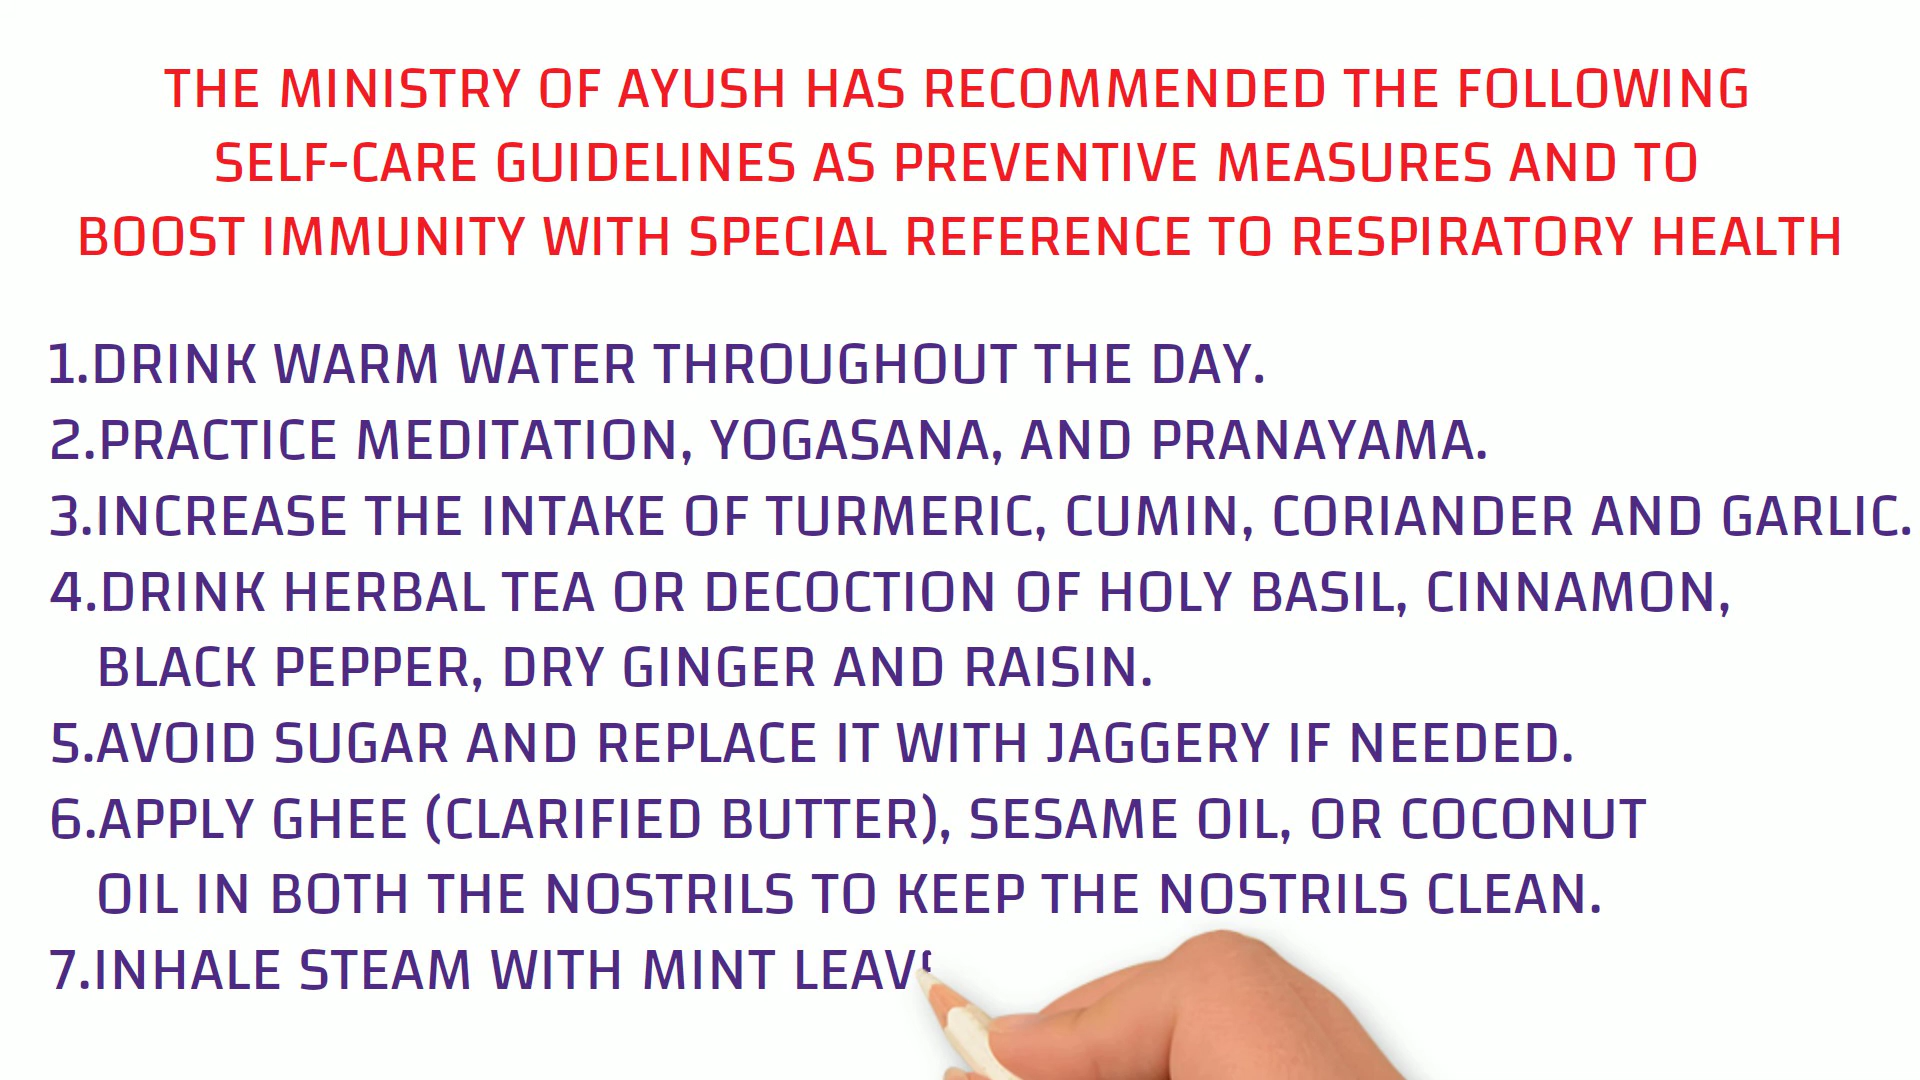 THE MINISTRY OF AYUSH HAS RECOMMENDED THE FOLLOWING
SELF-CARE GUIDELINES AS PREVENTIVE MEASURES AND TO
BOOST IMMUNITY WITH SPECIAL REFERENCE TO RESPIRATORY HEALTH
1.DRINK WARM WATER THROUGHOUT THE DAY.
2.PRACTICE MEDITATION, YOGASANA, AND PRANAYAMA.
3.INCREASE THE INTAKE OF TURMERIC, CUMIN, CORIANDER AND GARLIC.
4.DRINK HERBAL TEA OR DECOCTION OF HOLY BASIL, CINNAMON,
BLACK PEPPER, DRY GINGER AND RAISIN.
5.AVOID SUGAR AND REPLACE IT WITH JAGGERY IF NEEDED.
6.APPLY GHEE (CLARIFIED BUTTER), SESAME OIL, OR COCONUT
OIL IN BOTH THE NOSTRILS TO KEEP THE NOSTRILS CLEAN.
7.INHALE STEAM WITH MINT